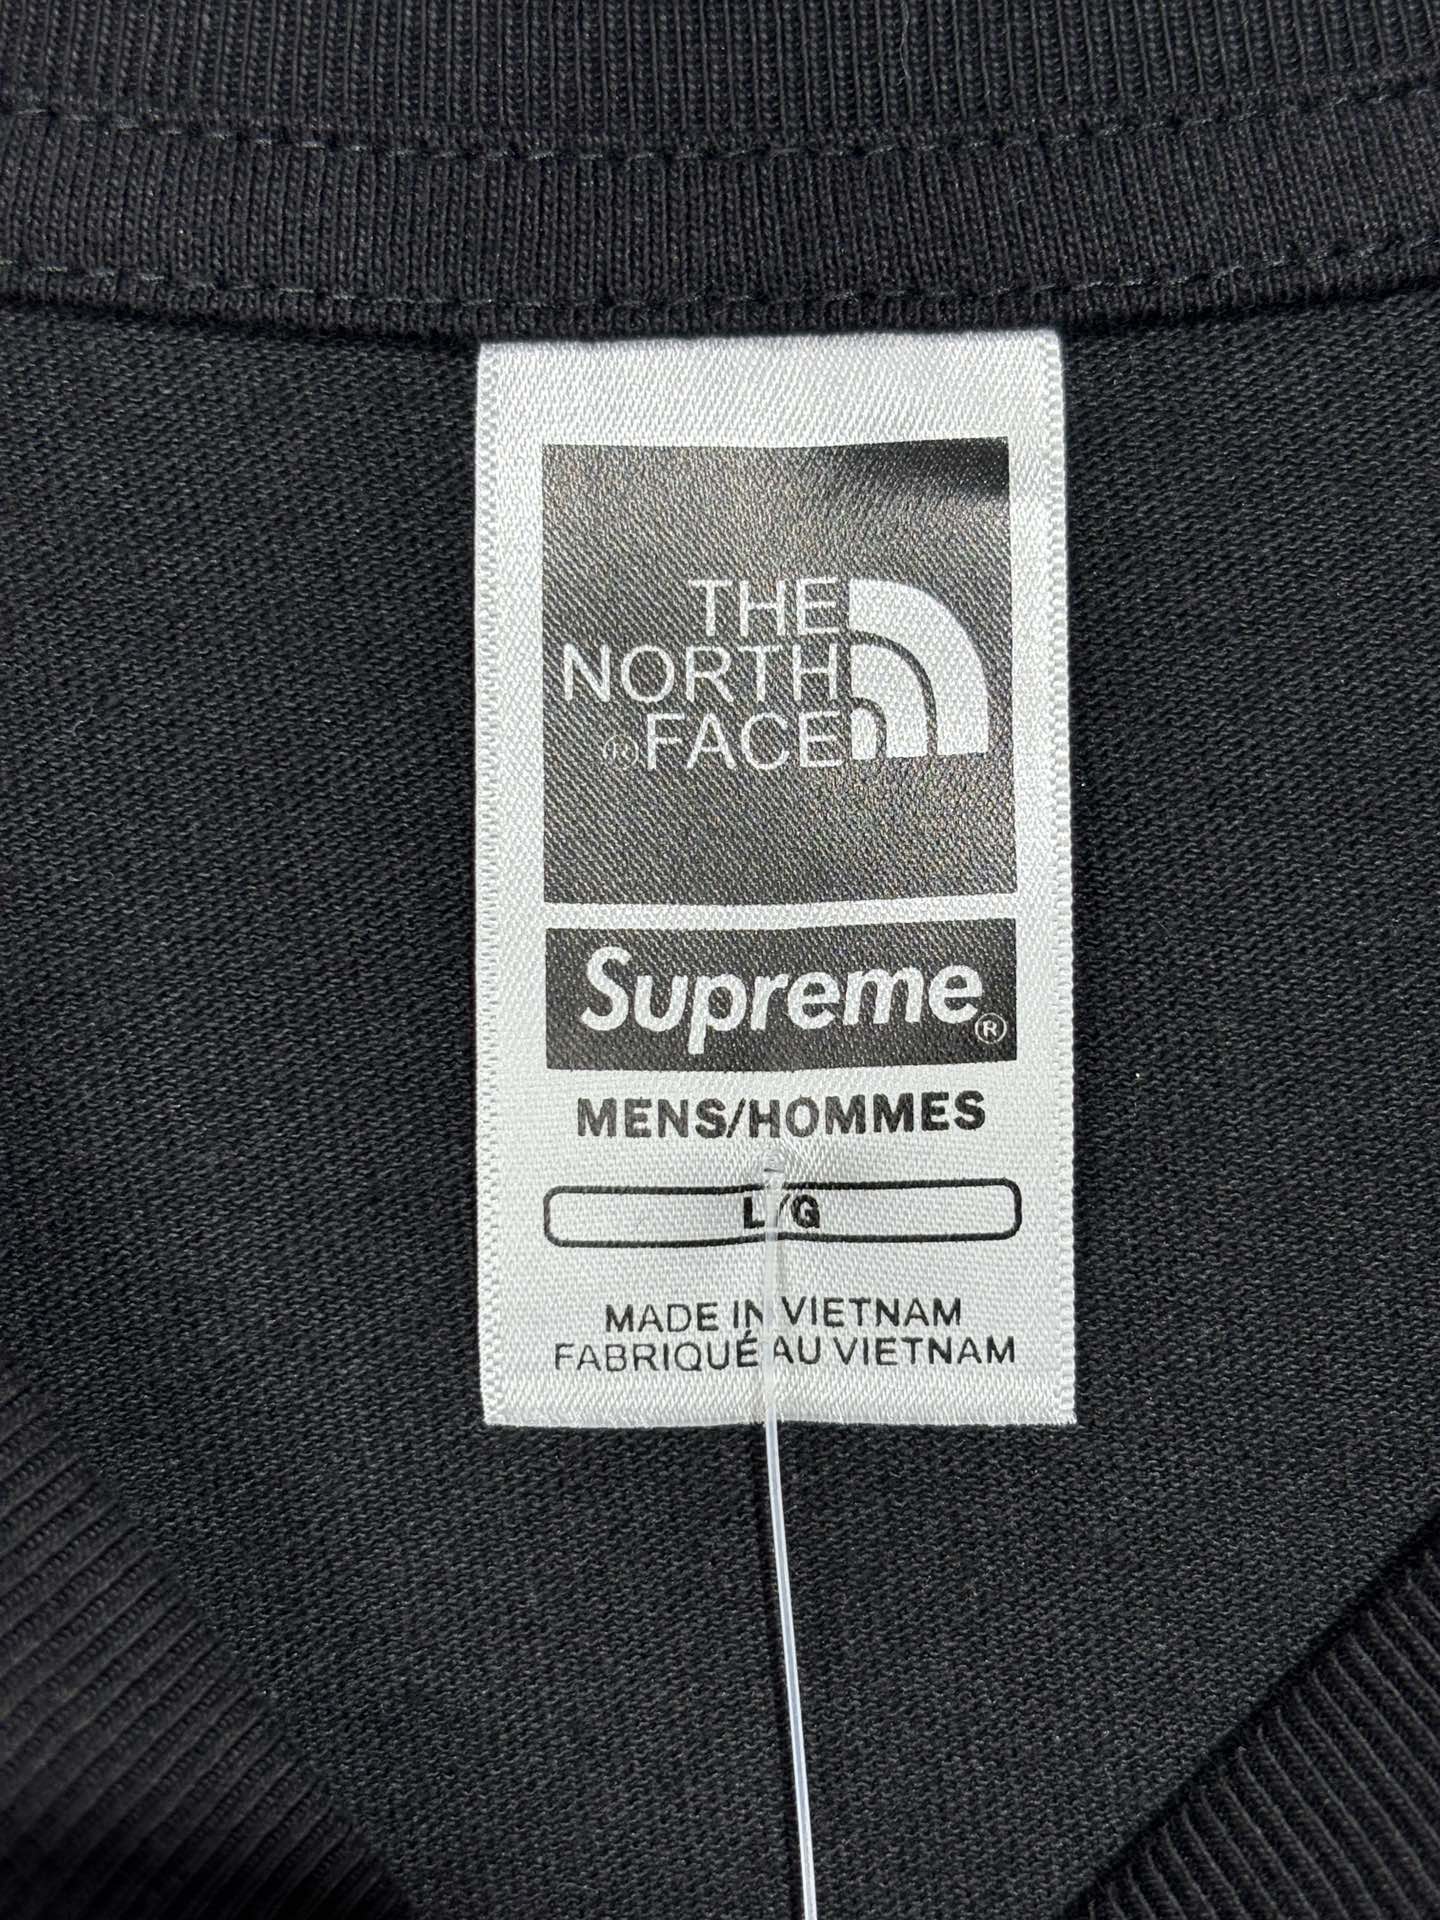 THE
NORTH
®FACE
Supreme®
MENS/HOMMES
L/G
MADE IN VIETNAM
FABRIQUÉ AU VIETNAM